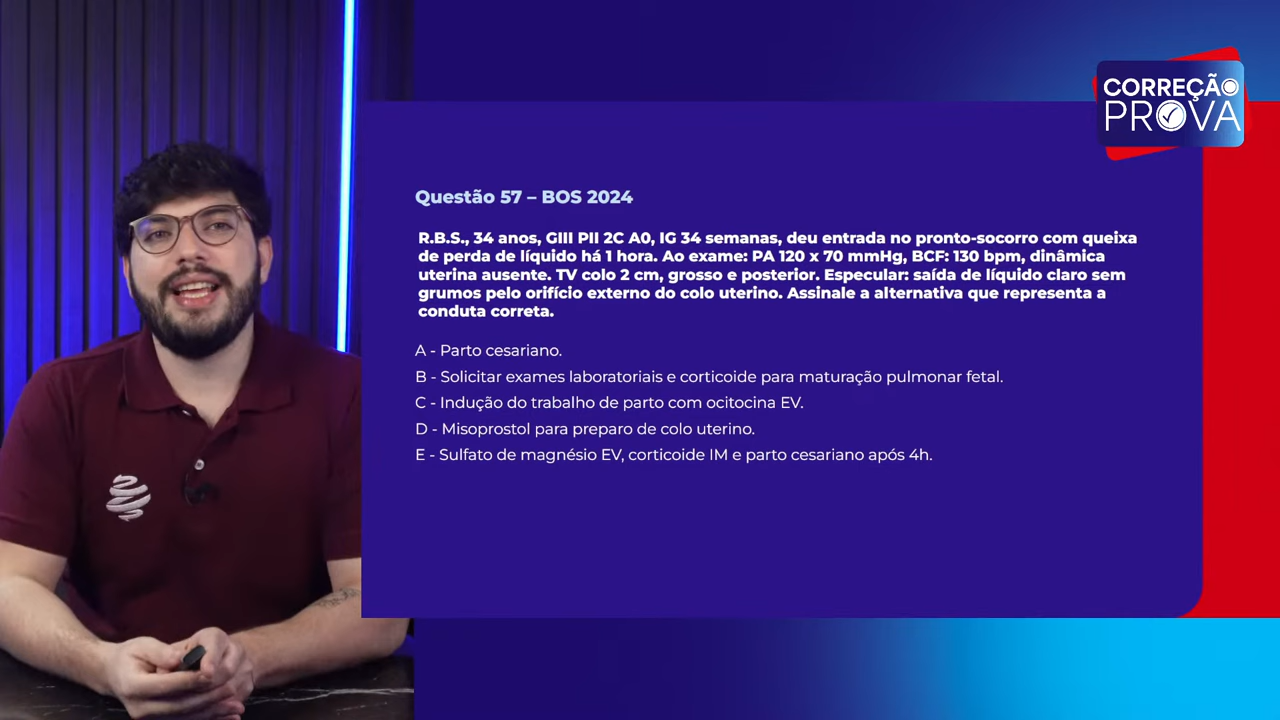 CORREÇÃO
PROVA
Questão 57 – BOS 2024
R.B.S., 34 anos, GIII PII 2C A0, IG 34 semanas, deu entrada no pronto-socorro com queixa
de perda de líquido há 1 hora. Ao exame: PA 120 x 70 mmHg, BCF: 130 bpm, dinâmica
uterina ausente. TV colo 2 cm, grosso e posterior. Especular: saída de líquido claro sem
grumos pelo orifício externo do colo uterino. Assinale a alternativa que representa a
conduta correta.
A - Parto cesariano.
B - Solicitar exames laboratoriais e corticoide para maturação pulmonar fetal.
C - Indução do trabalho de parto com ocitocina EV.
D - Misoprostol para preparo de colo uterino.
E - Sulfato de magnésio EV, corticoide IM e parto cesariano após 4h.